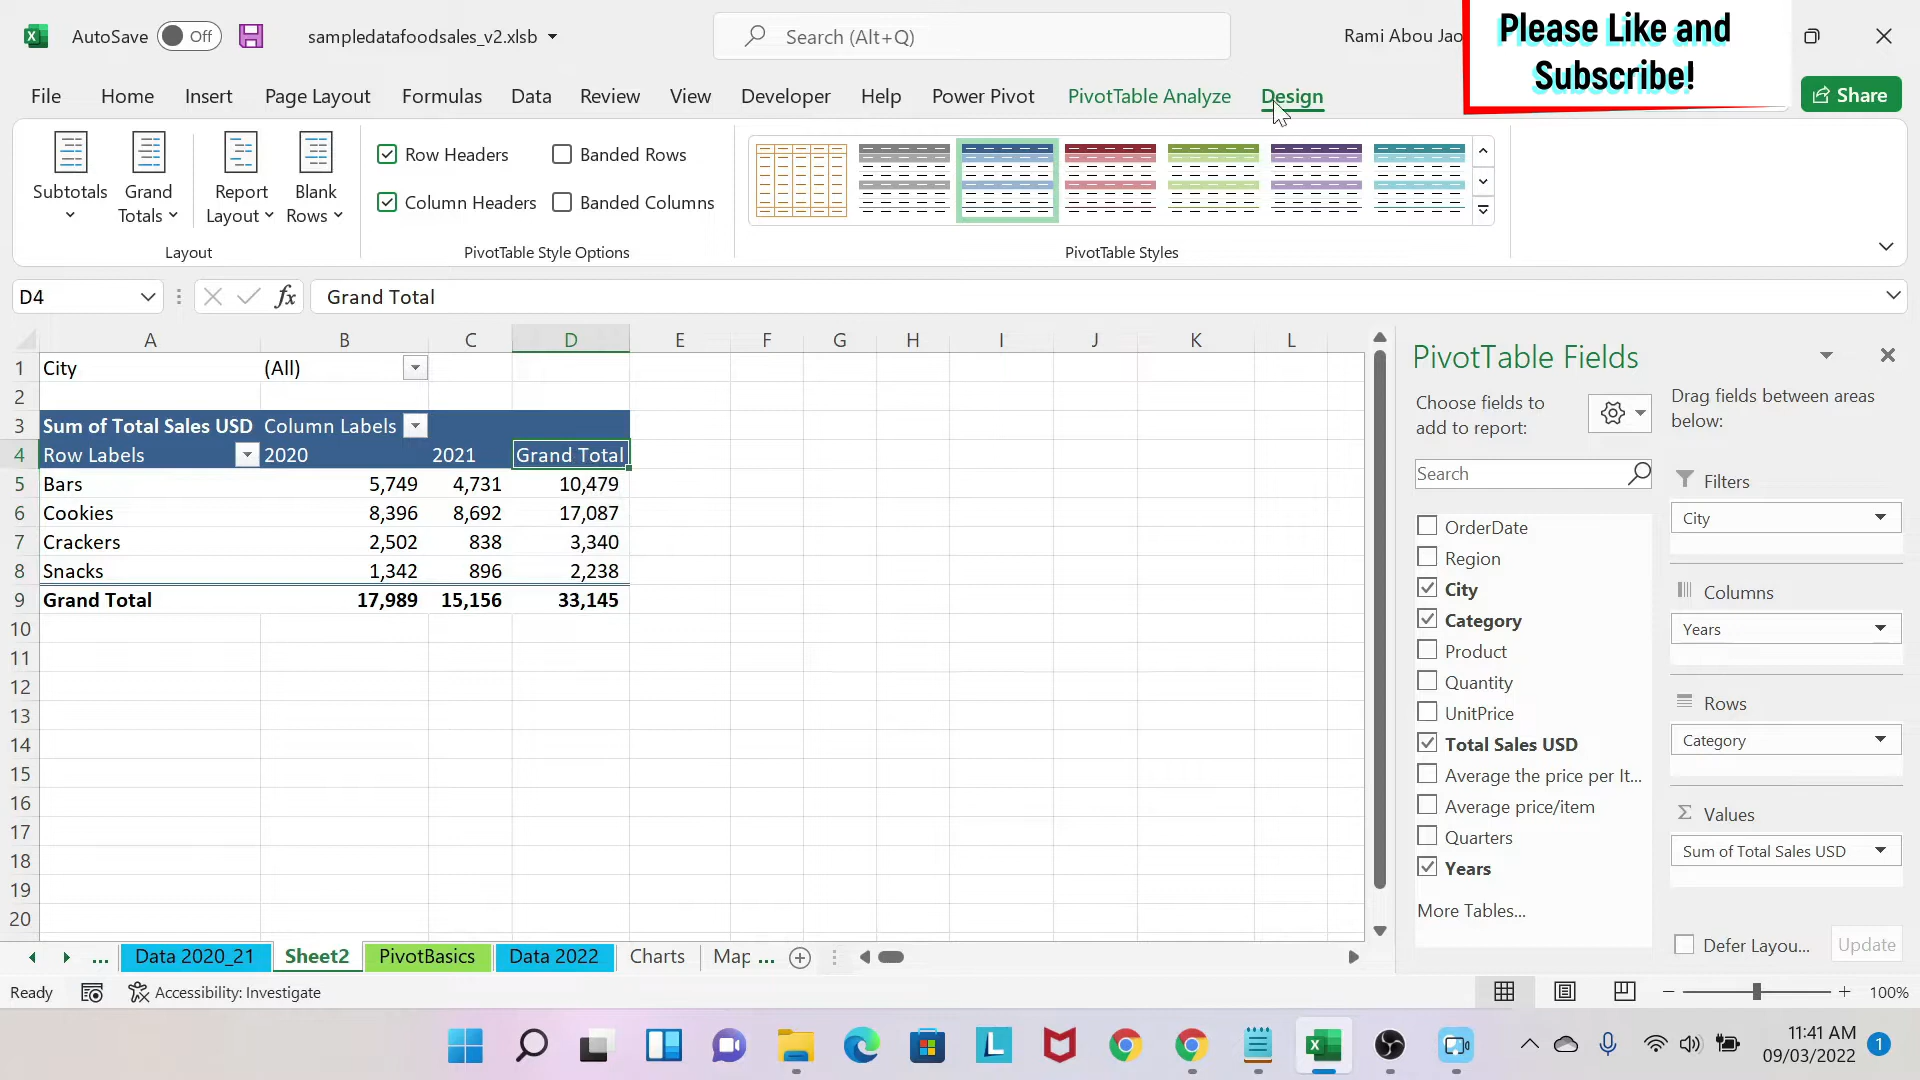 AutoSave Off sampledatafoodsales_v2.xlsb Search (Alt+Q) Rami Abou Jao
Please Like and
Subscribe!
File Home Insert Page Layout Formulas Data Review View Developer Help Power Pivot PivotTable Analyze Design Share
Subtotals Grand Totals Report Layout Blank Rows
Row Headers Banded Rows
Column Headers Banded Columns
Layout PivotTable Style Options PivotTable Styles
D4 fx Grand Total
A B C D E F G H I J K L
1 City (All)
2
3 Sum of Total Sales USD Column Labels
4 Row Labels 2020 2021 Grand Total
5 Bars 5,749 4,731 10,479
6 Cookies 8,396 8,692 17,087
7 Crackers 2,502 838 3,340
8 Snacks 1,342 896 2,238
9 Grand Total 17,989 15,156 33,145
10
11
12
13
14
15
16
17
18
19
20
PivotTable Fields
Choose fields to
add to report:
Drag fields between areas
below:
Search
OrderDate
Region
City
Category
Product
Quantity
UnitPrice
Total Sales USD
Average the price per It...
Average price/item
Quarters
Years
More Tables...
Filters
City
Columns
Years
Rows
Category
Σ Values
Sum of Total Sales USD
Defer Layou... Update
... Data 2020_21 Sheet2 PivotBasics Data 2022 Charts Map ...
Ready Accessibility: Investigate 100%
L
11:41 AM
09/03/2022 1